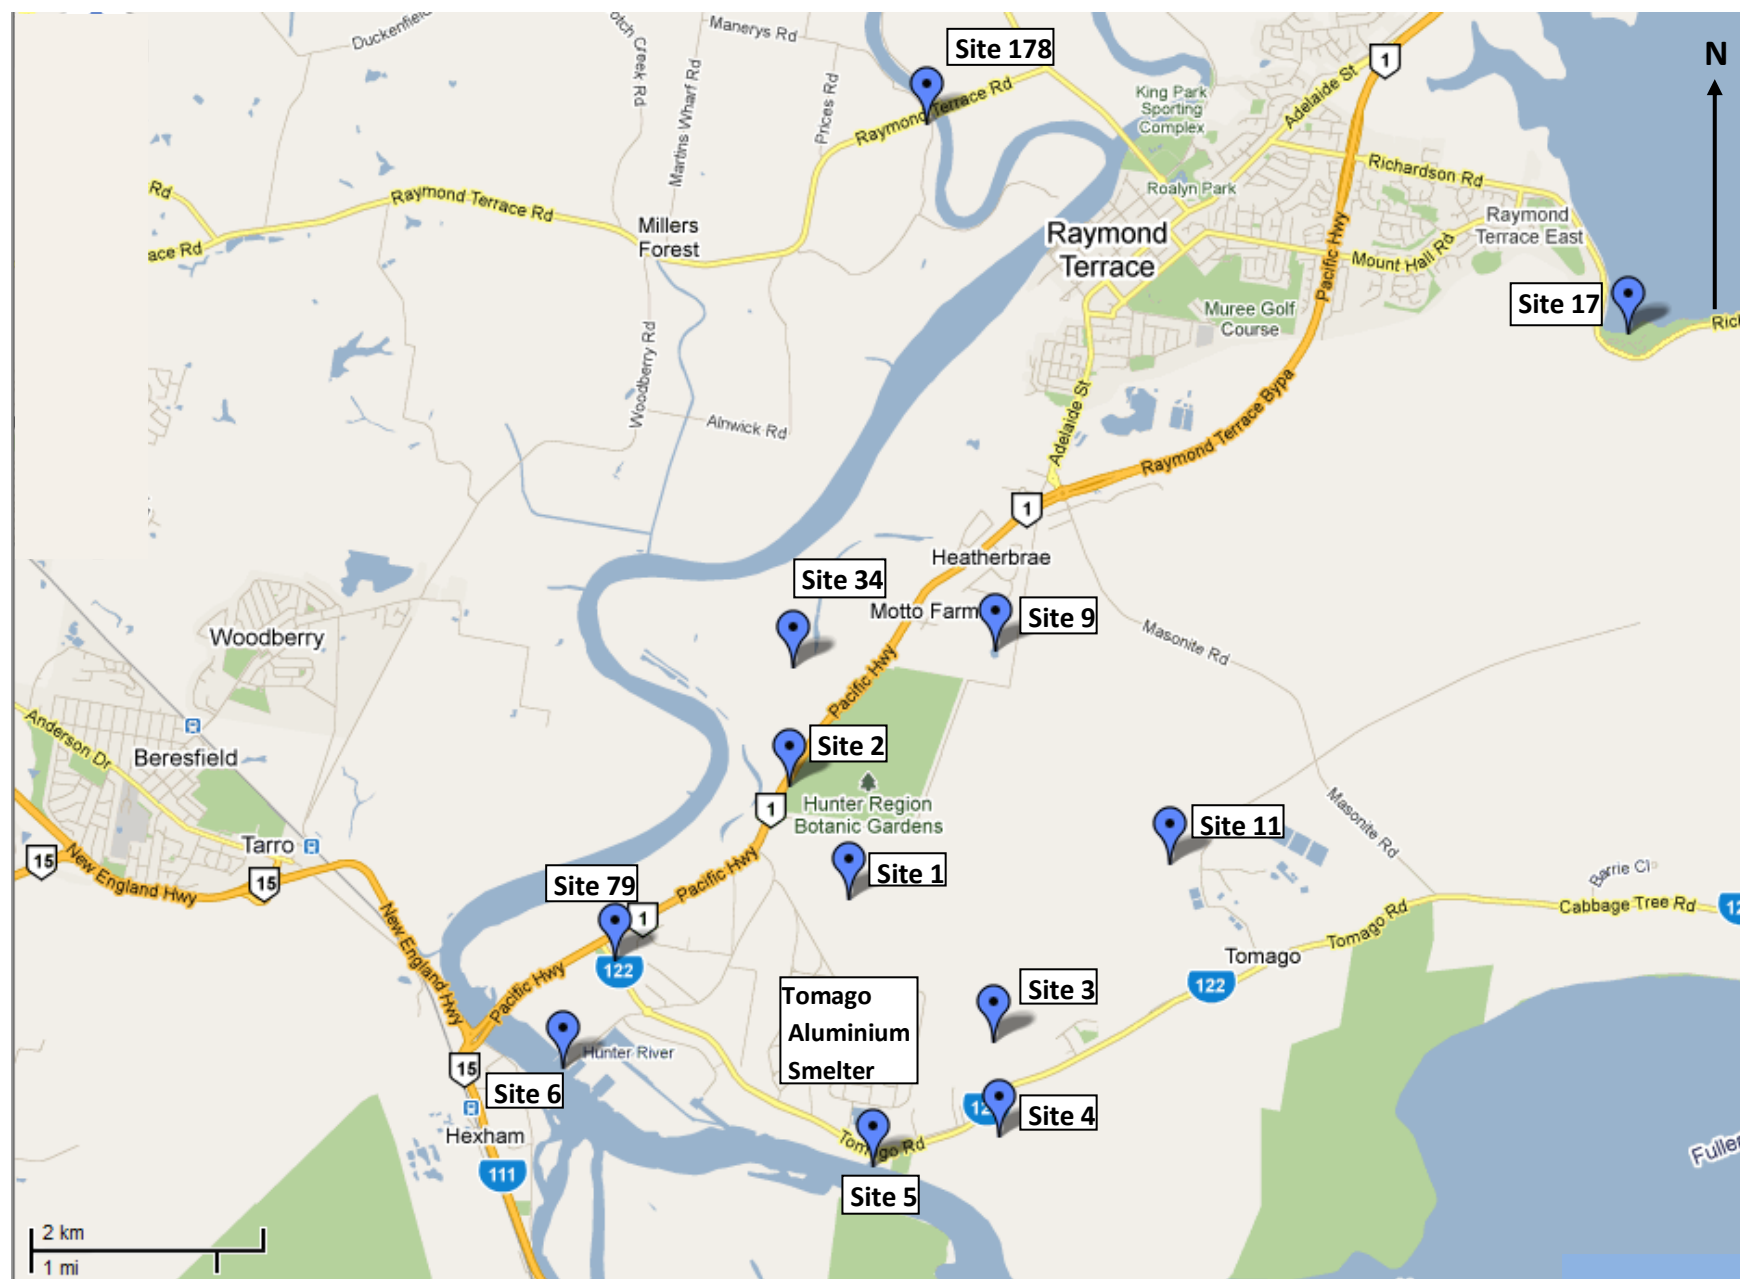 Duckenfield
otch Creek Rd
Manerys Rd
Martins Wharf Rd
Prices Rd
Site 178
Raymond Terrace Rd
1
N
King Park
Sporting
Complex
Adelaide St
Rd
Raymond Terrace Rd
ace Rd
Millers
Forest
Roalyn Park
Richardson Rd
Raymond
Terrace East
Raymond
Terrace
Pacific Hwy
Mount Hall Rd
Site 17
Muree Golf
Course
Rich
Woodberry Rd
Alnwick Rd
Adelaide St
Raymond Terrace Bypa
1
Heatherbrae
Site 34
Motto Farm
Site 9
Masonite Rd
Woodberry
Pacific Hwy
Anderson Dr
Beresfield
Site 2
1
Hunter Region
Botanic Gardens
Masonite Rd
Site 11
Tarro
15
New England Hwy
15
Pacific Hwy
Site 1
Barrie Cl
Site 79
1
Cabbage Tree Rd
12
New England Hwy
Tomago Rd
Tomago
122
Pacific Hwy
122
Tomago
Aluminium
Smelter
Site 3
Hunter River
15
Site 6
12
Site 4
Hexham
Tomago Rd
111
Site 5
Fuller
2 km
1 mi